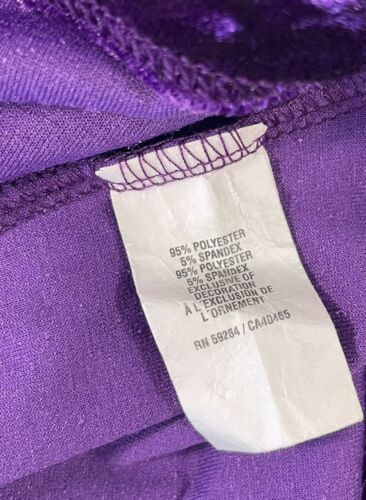 95% POLYESTER
5% SPANDEX
95% POLYESTER
5% SPANDEX
EXCLUSIVE OF
DECORATION
À L'EXCLUSION DE
L'ORNEMENT
RN 59284 / CA40465